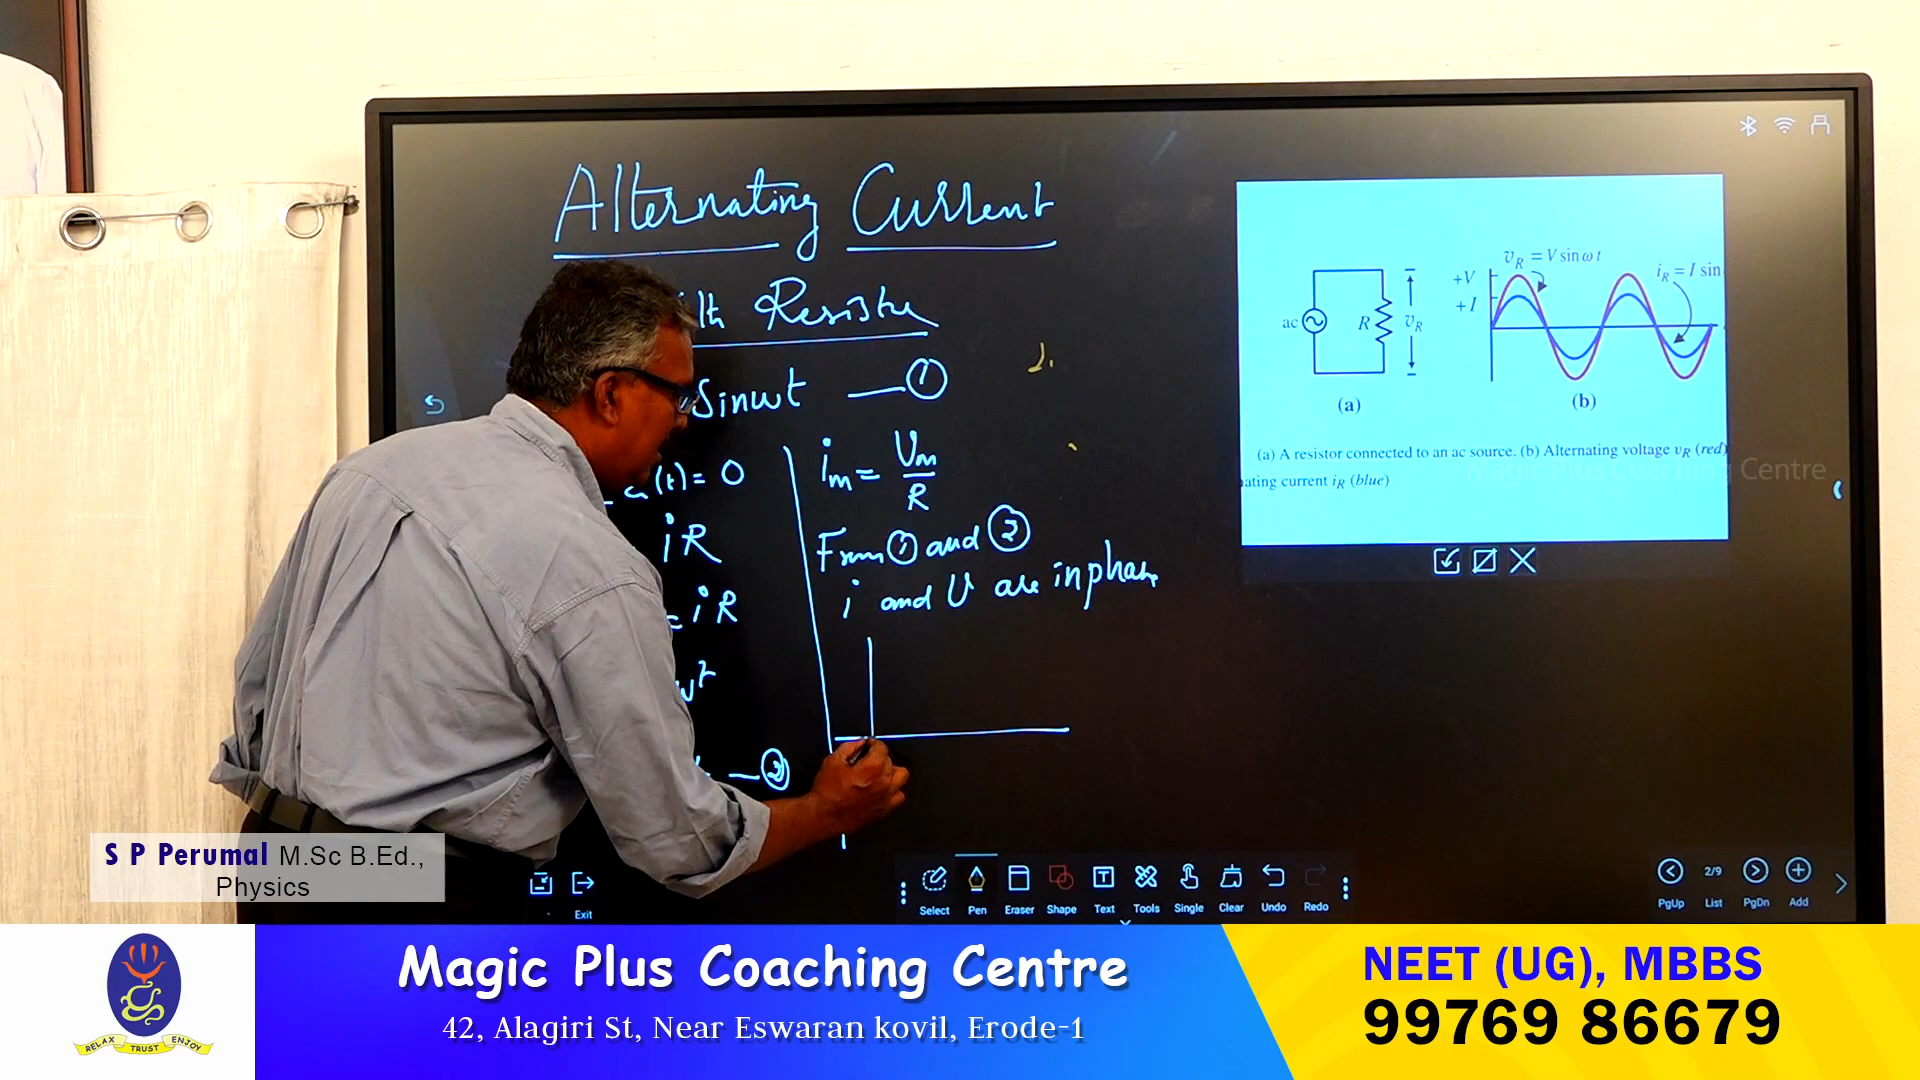 Alternating Current
Resistor
Sinωt —①
(t) = 0
iR
= iR
ωt
—②
im = Vm/R
From ① and ②
i and V are in phase
vR = V sin ω t
iR = I sin
+V
+I
ac
R
vR
(a)
(b)
(a) A resistor connected to an ac source. (b) Alternating voltage vR (red)
ating current iR (blue)
Centre
Exit
Select Pen Eraser Shape Text Tools Single Clear Undo Redo
2/9
PgUp List PgDn Add
S P Perumal M.Sc B.Ed.,
Physics
RELAX TRUST ENJOY
Magic Plus Coaching Centre
42, Alagiri St, Near Eswaran kovil, Erode-1
NEET (UG), MBBS
99769 86679